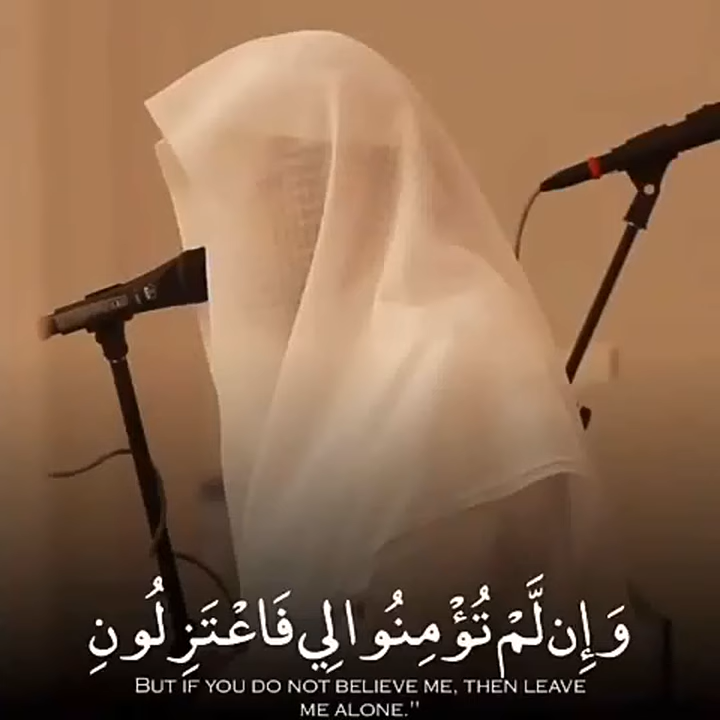 وَإِن لَّمْ تُؤْمِنُوا لِي فَاعْتَزِلُونِ
BUT IF YOU DO NOT BELIEVE ME, THEN LEAVE
ME ALONE."